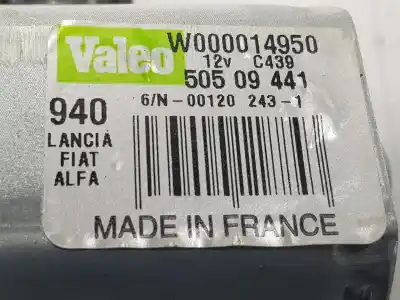 Valeo W000014950
12v C439
505 09 441
940 6/N-00120 243-1
LANCIA
FIAT
ALFA
MADE IN FRANCE